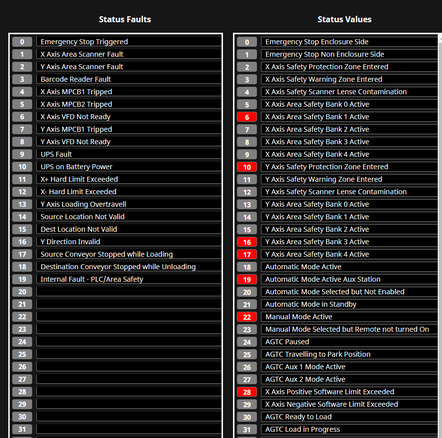 Status Faults
0 Emergency Stop Triggered
1 X Axis Area Scanner Fault
2 Y Axis Area Scanner Fault
3 Barcode Reader Fault
4 X Axis MPCB1 Tripped
5 X Axis MPCB2 Tripped
6 X Axis VFD Not Ready
7 Y Axis MPCB1 Tripped
8 Y Axis VFD Not Ready
9 UPS Fault
10 UPS on Battery Power
11 X+ Hard Limit Exceeded
12 X- Hard Limit Exceeded
13 Y Axis Loading Overtravell
14 Source Location Not Valid
15 Dest Location Not Valid
16 Y Direction Invalid
17 Source Conveyor Stopped while Loading
18 Destination Conveyor Stopped while Unloading
19 Internal Fault - PLC/Area Safety
20
21
22
23
24
25
26
27
28
29
30
31
Status Values
0 Emergency Stop Enclosure Side
1 Emergency Stop Non Enclosure Side
2 X Axis Safety Protection Zone Entered
3 X Axis Safety Warning Zone Entered
4 X Axis Safety Scanner Lense Contamination
5 X Axis Area Safety Bank 0 Active
6 X Axis Area Safety Bank 1 Active
7 X Axis Area Safety Bank 2 Active
8 X Axis Area Safety Bank 3 Active
9 X Axis Area Safety Bank 4 Active
10 Y Axis Safety Protection Zone Entered
11 Y Axis Safety Warning Zone Entered
12 Y Axis Safety Scanner Lense Contamination
13 Y Axis Area Safety Bank 0 Active
14 Y Axis Area Safety Bank 1 Active
15 Y Axis Area Safety Bank 2 Active
16 Y Axis Area Safety Bank 3 Active
17 Y Axis Area Safety Bank 4 Active
18 Automatic Mode Active
19 Automatic Mode Active Aux Station
20 Automatic Mode Selected but Not Enabled
21 Automatic Mode in Standby
22 Manual Mode Active
23 Manual Mode Selected but Remote not turned On
24 AGTC Paused
25 AGTC Travelling to Park Position
26 AGTC Aux 1 Mode Active
27 AGTC Aux 2 Mode Active
28 X Axis Positive Software Limit Exceeded
29 X Axis Negative Software Limit Exceeded
30 AGTC Ready to Load
31 AGTC Load in Progress